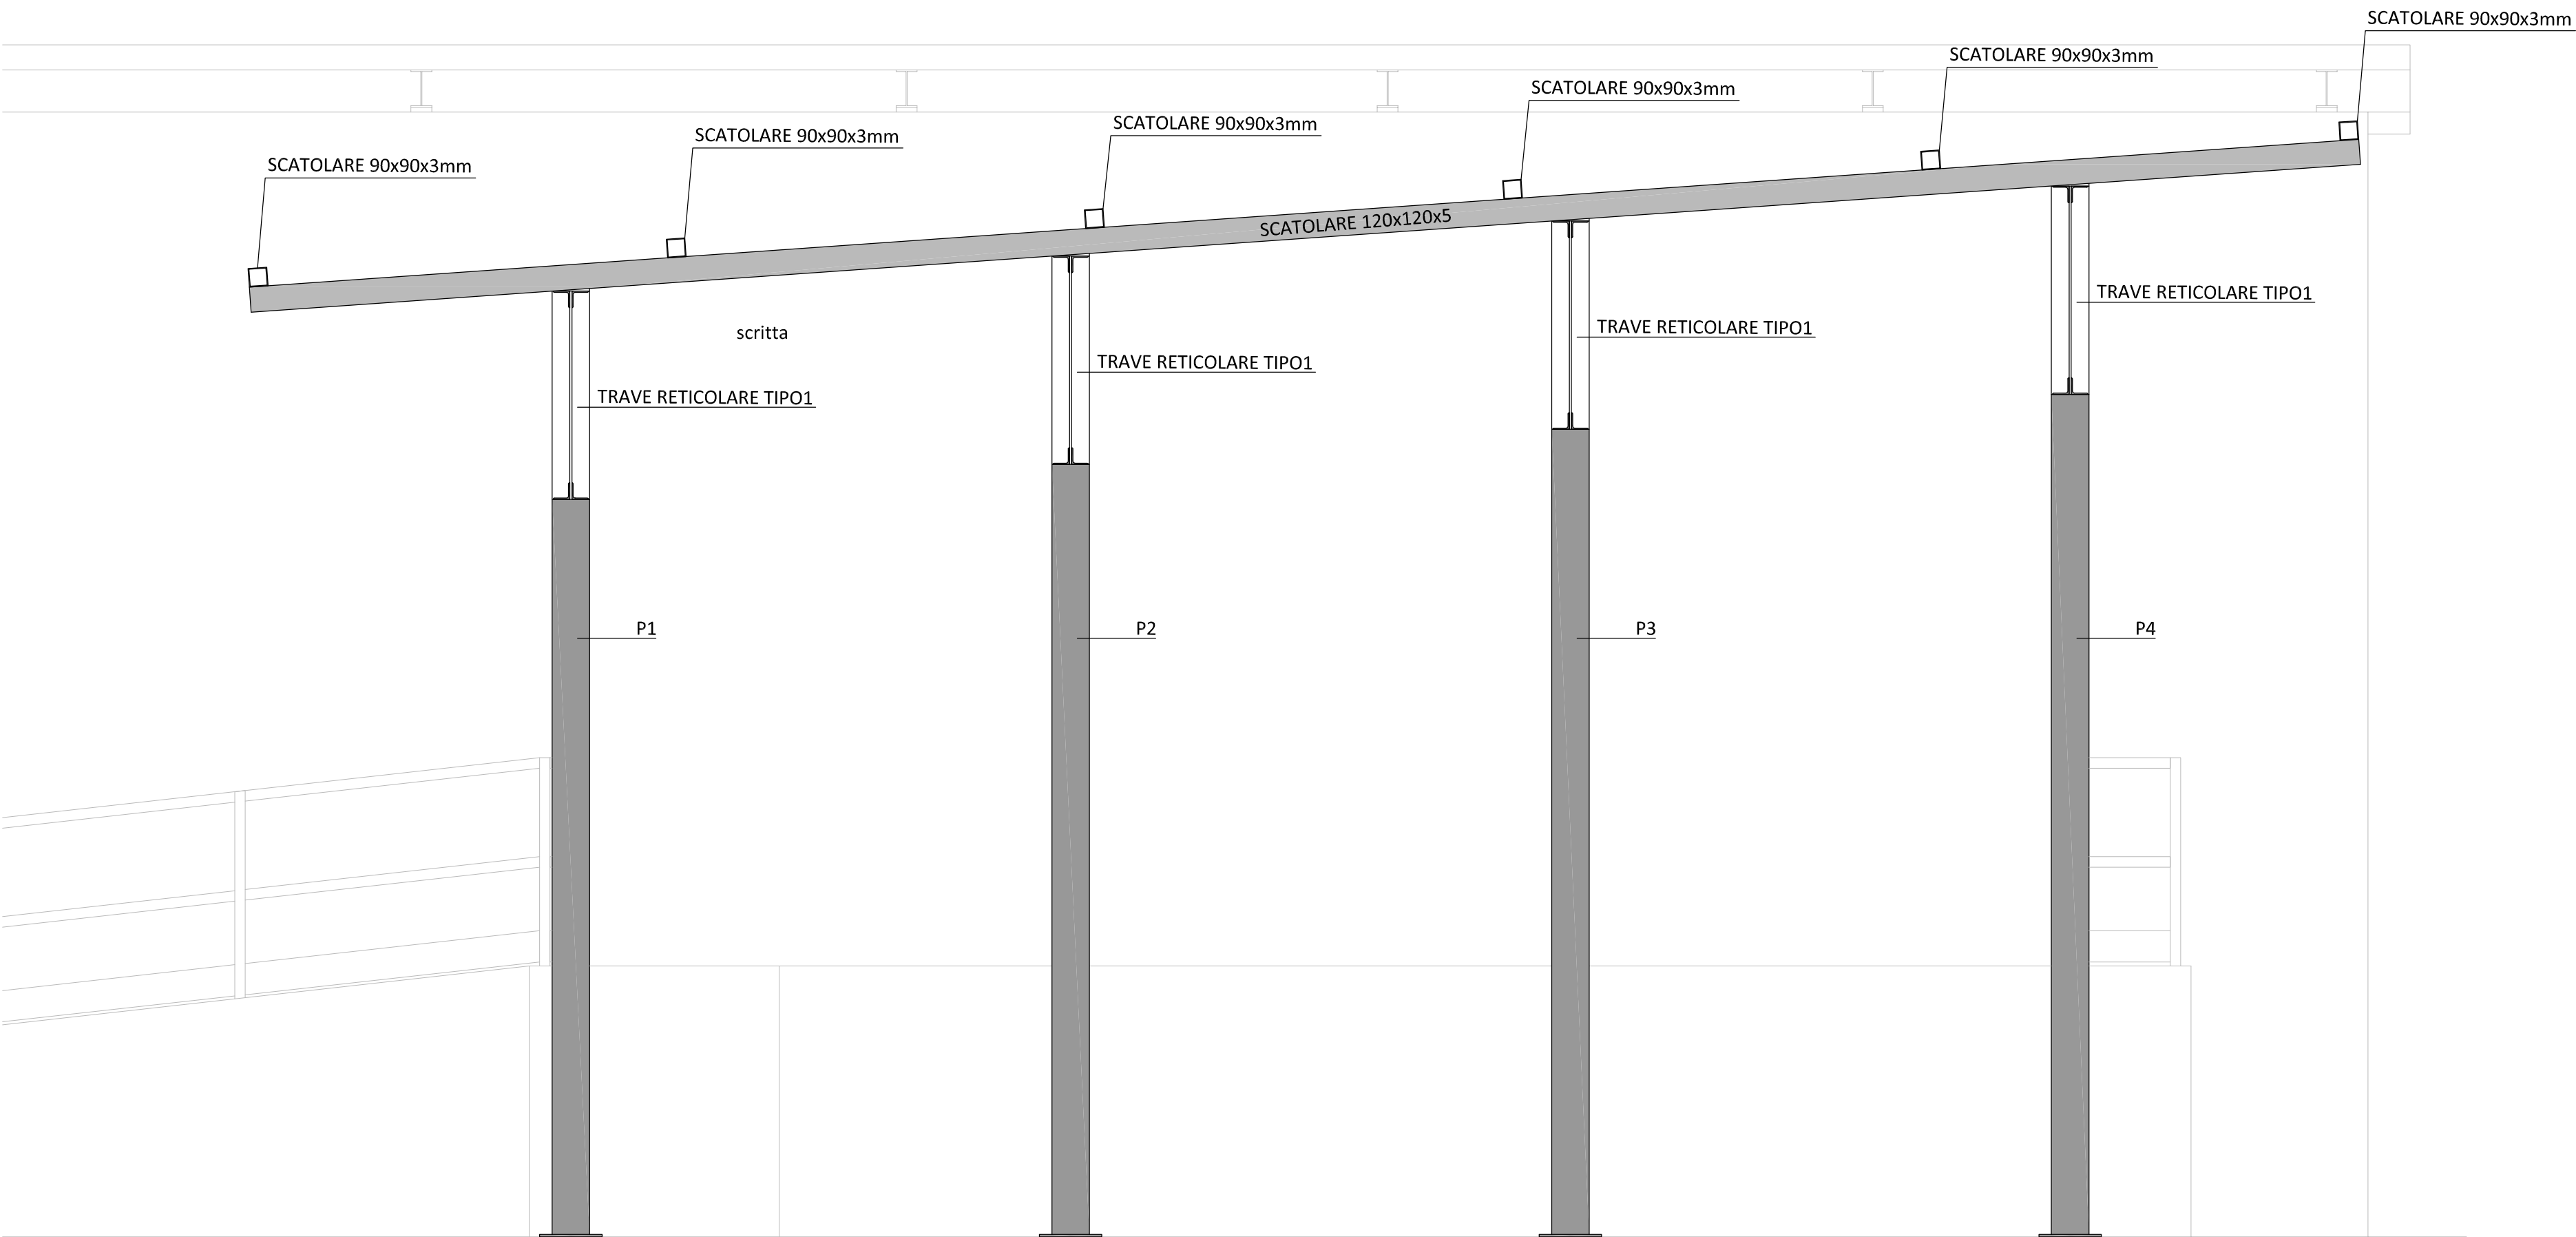 SCATOLARE 90x90x3mm
SCATOLARE 90x90x3mm
SCATOLARE 90x90x3mm
SCATOLARE 90x90x3mm
SCATOLARE 90x90x3mm
SCATOLARE 90x90x3mm
SCATOLARE 120x120x5
TRAVE RETICOLARE TIPO1
TRAVE RETICOLARE TIPO1
scritta
TRAVE RETICOLARE TIPO1
TRAVE RETICOLARE TIPO1
P1
P2
P3
P4